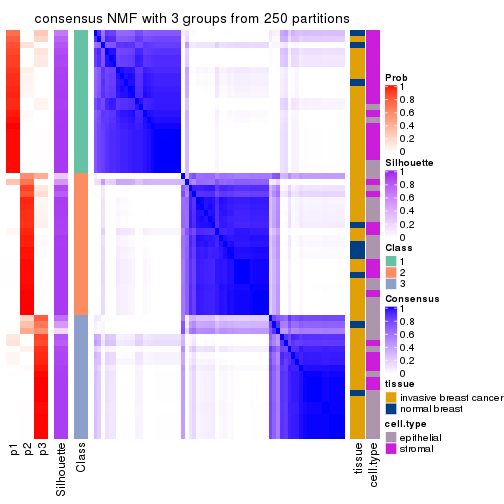 consensus NMF with 3 groups from 250 partitions
Prob
1
0.8
0.6
0.4
0.2
0
Silhouette
1
0.8
0.6
0.4
0.2
0
Class
1
2
3
Consensus
1
0.8
0.6
0.4
0.2
0
tissue
invasive breast cancer
normal breast
cell.type
epithelial
stromal
p1
p2
p3
Silhouette
Class
tissue
cell.type